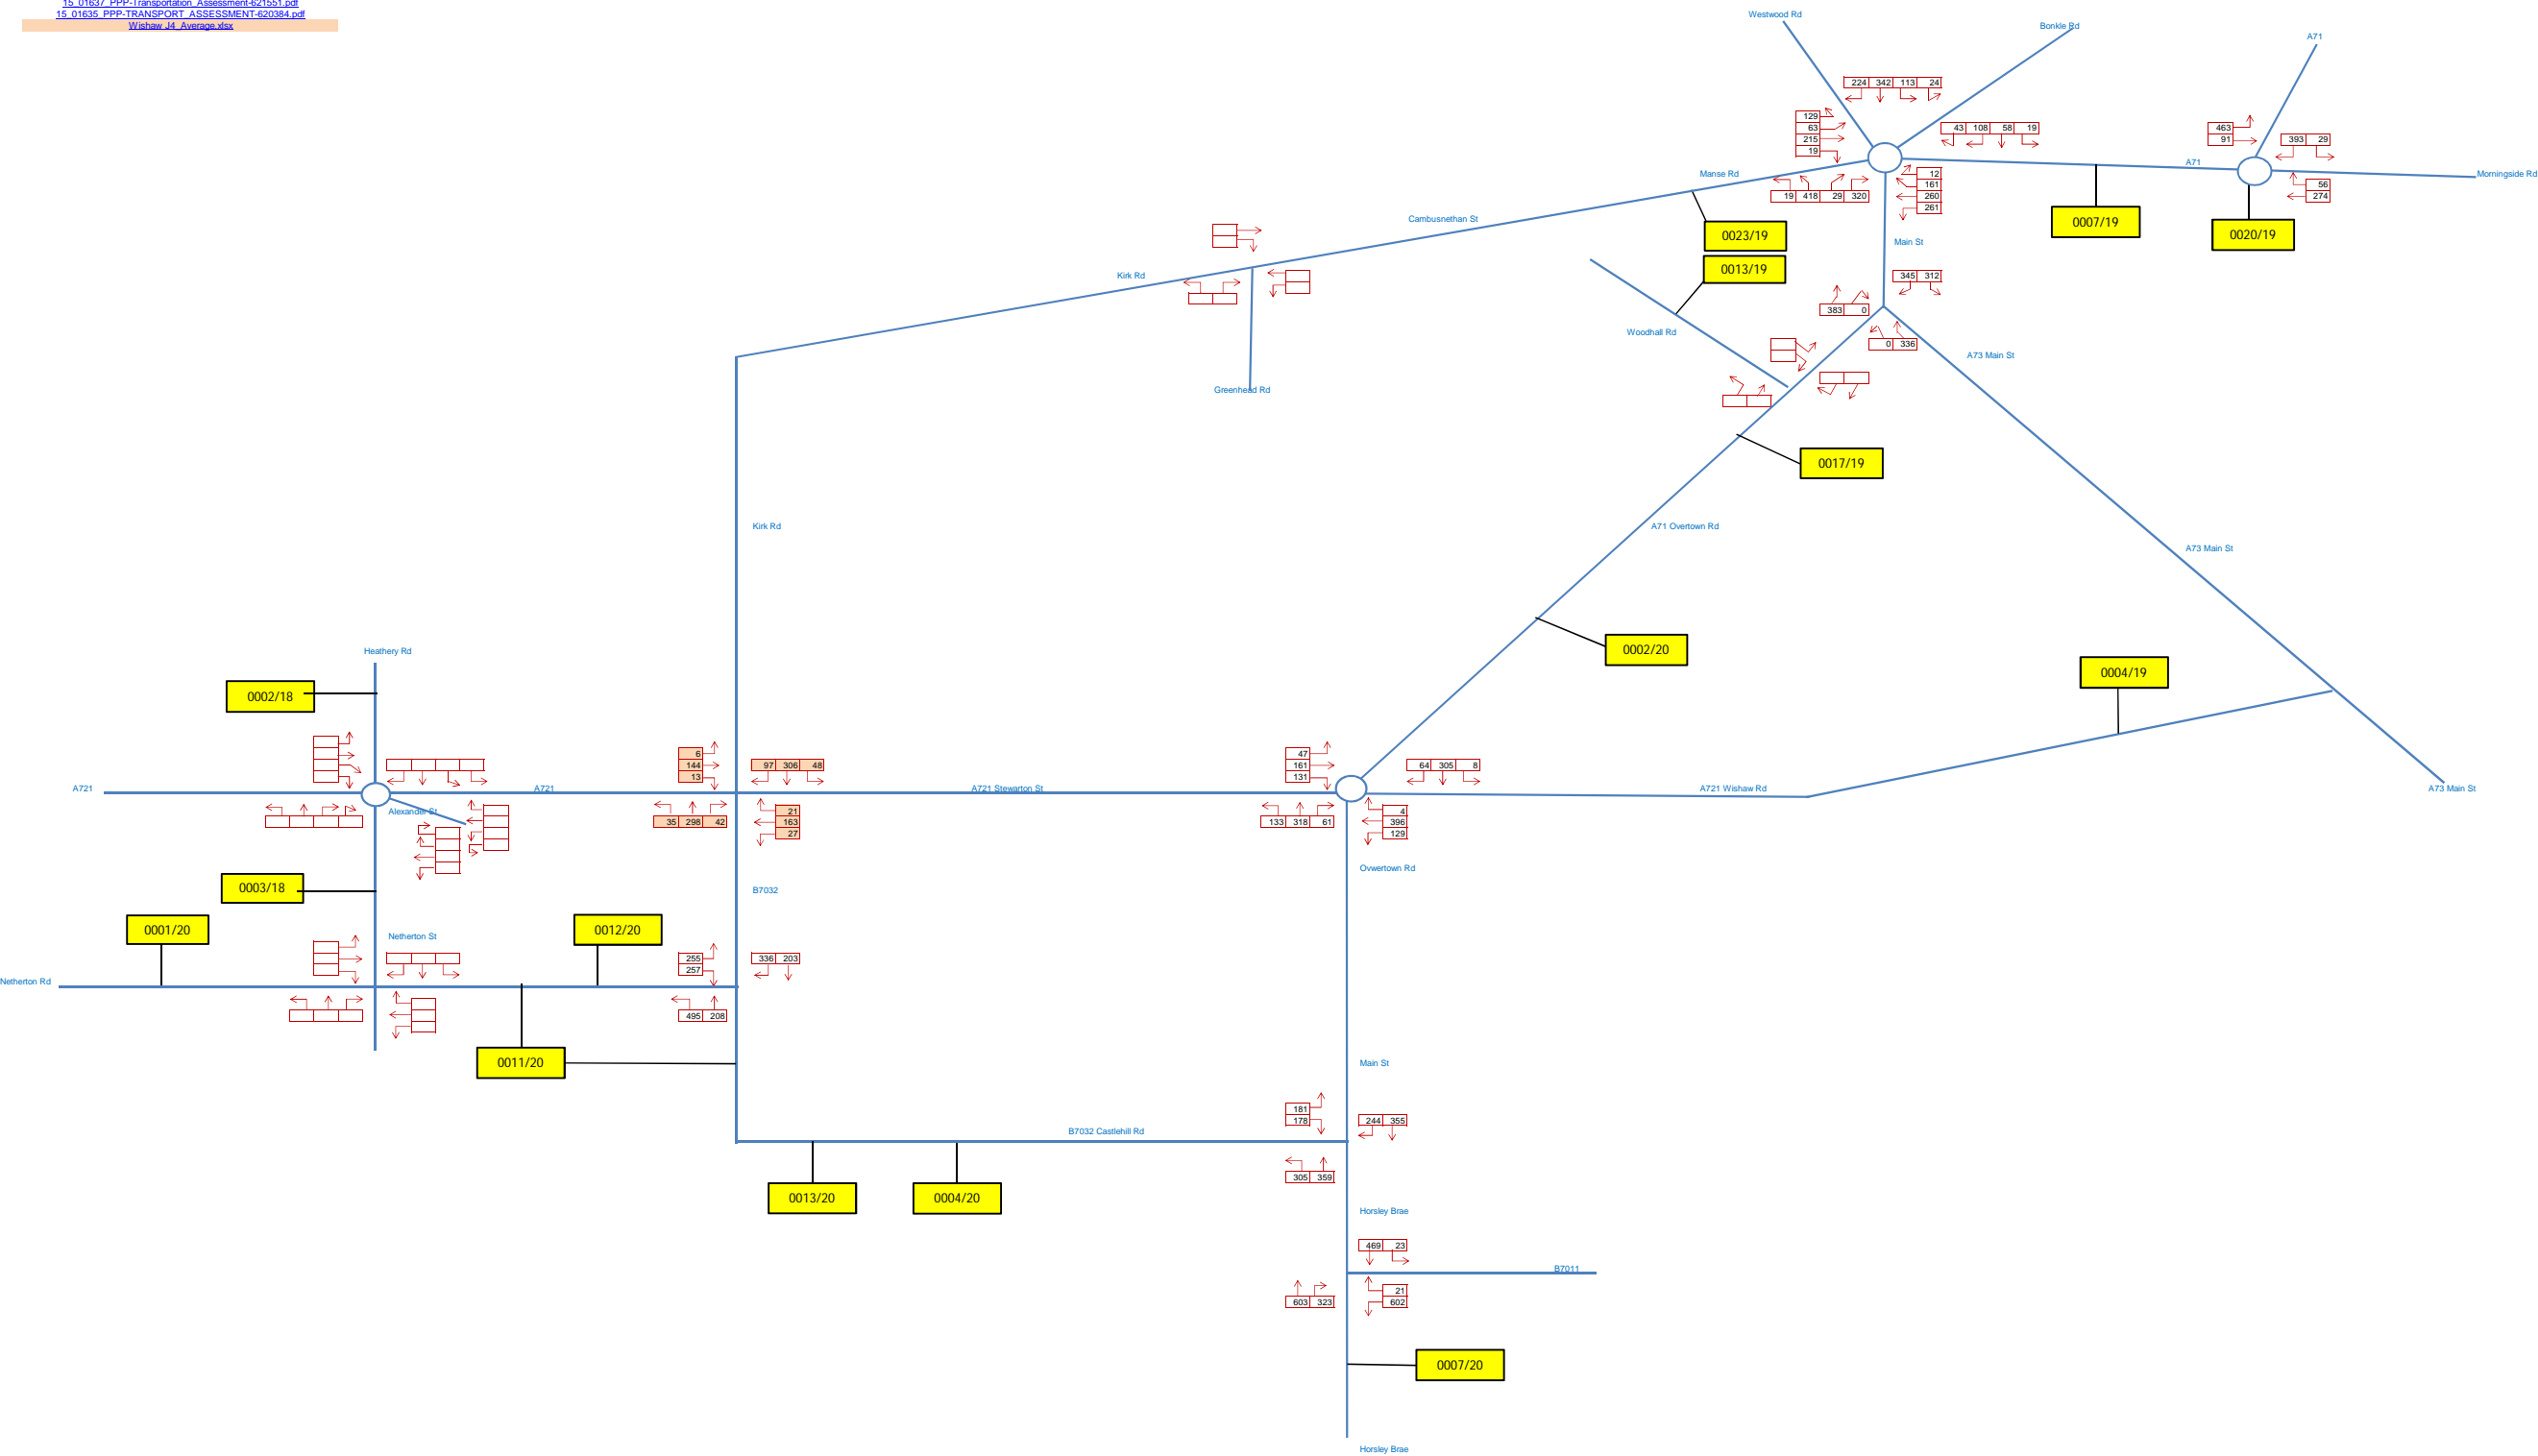 15_01637_PPP-Transportation_Assessment-621551.pdf
15_01635_PPP-TRANSPORT_ASSESSMENT-620384.pdf
Wishaw J4_Average.xlsx
Westwood Rd
Bonkle Rd
A71
224 342 113 24
129
63
215
19
43 108 58 19
463
91
393 29
A71
Manse Rd
Morningside Rd
12
161
260
261
19 418 29 320
56
274
Cambusnethan St
0023/19
0007/19
0020/19
Main St
0013/19
Kirk Rd
345 312
383 0
Woodhall Rd
0 336
A73 Main St
Greenhead Rd
0017/19
Kirk Rd
A71 Overtown Rd
A73 Main St
Heathery Rd
0002/20
0004/19
0002/18
6
144
13
97 306 48
47
161
131
64 305 8
A721
A721
A721 Stewarton St
A721 Wishaw Rd
A73 Main St
Alexander St
35 298 42
21
163
27
133 318 61
4
396
129
Ovwertown Rd
0003/18
B7032
0001/20
0012/20
Netherton St
255
257
336 203
Netherton Rd
495 208
0011/20
Main St
181
178
244 355
B7032 Castlehill Rd
305 359
0013/20
0004/20
Horsley Brae
469 23
B7011
603 323
21
602
0007/20
Horsley Brae